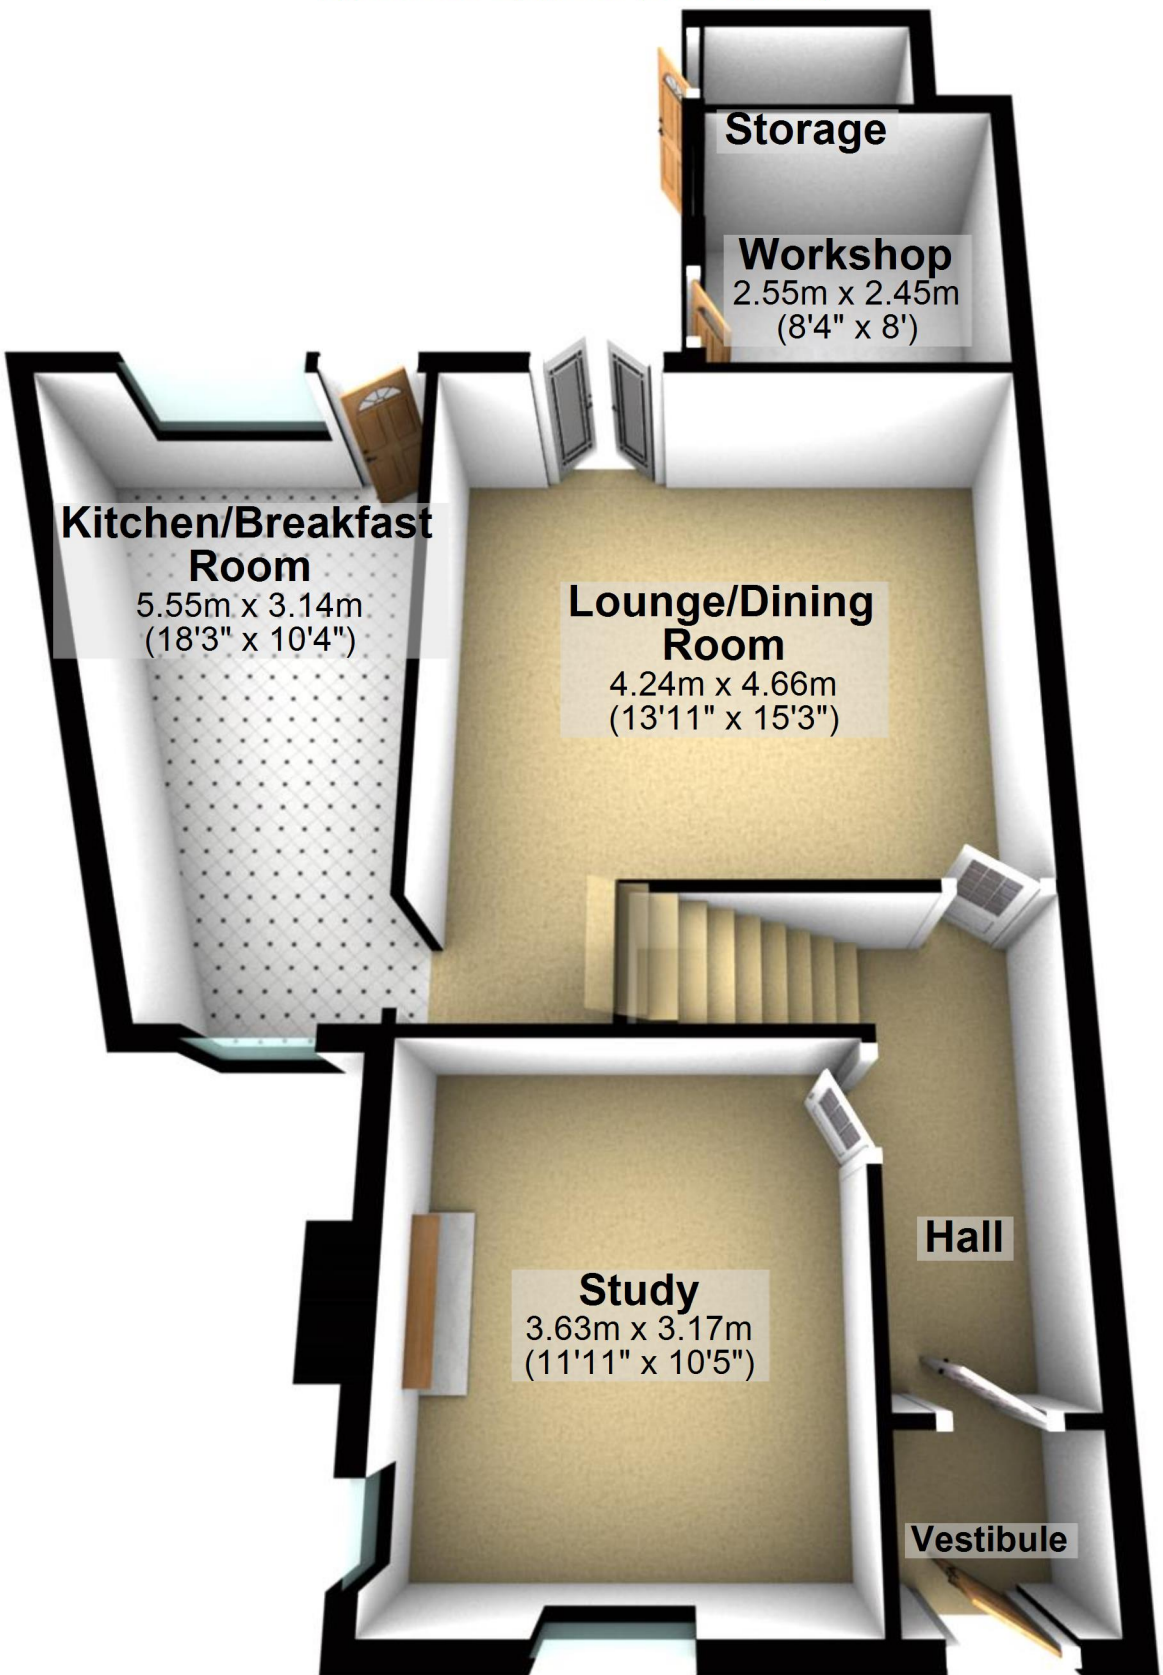 Storage
Workshop
2.55m x 2.45m
(8'4" x 8')
Kitchen/Breakfast
Room
5.55m x 3.14m
(18'3" x 10'4")
Lounge/Dining
Room
4.24m x 4.66m
(13'11" x 15'3")
Hall
Study
3.63m x 3.17m
(11'11" x 10'5")
Vestibule